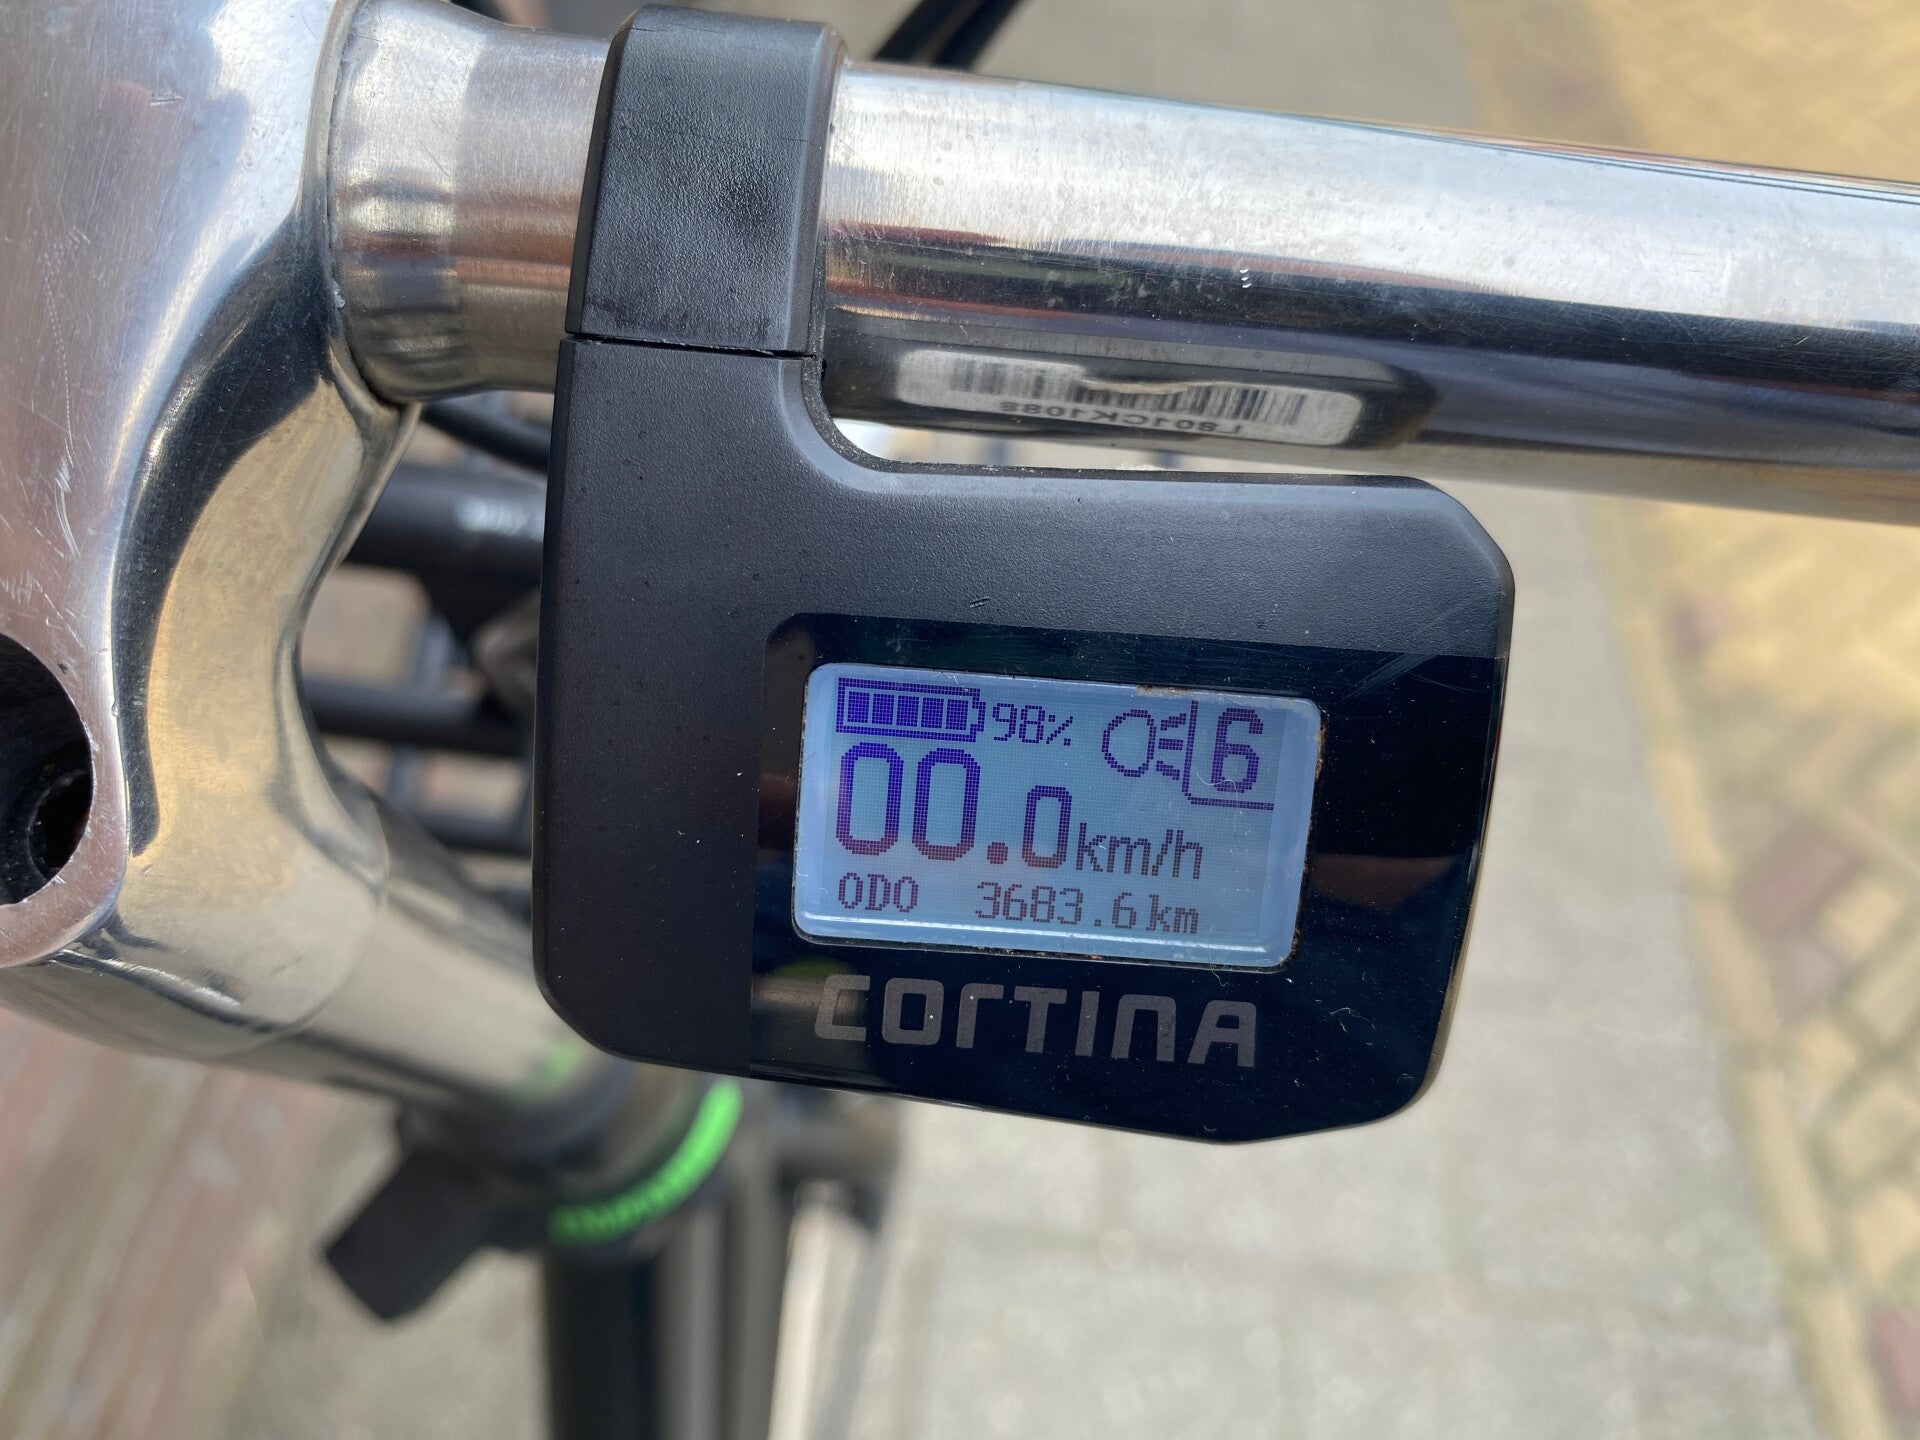 98% 6
00.0km/h
ODO 3683.6km
CORTINA